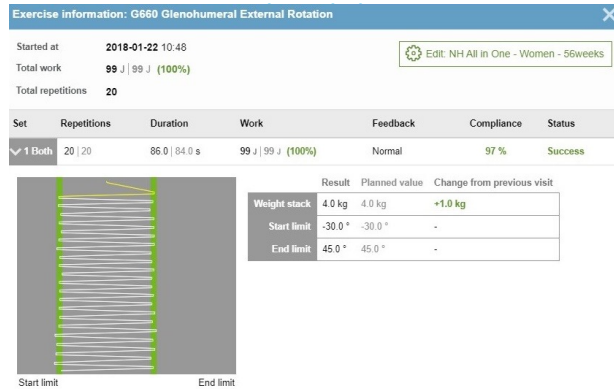 Exercise information: G660 Glenohumeral External Rotation
Started at 2018-01-22 10:48
Total work 99 J | 99 J (100%)
Total repetitions 20
Edit: NH All in One - Women - 56weeks
Set Repetitions Duration Work Feedback Compliance Status
1 Both 20 | 20 86.0 | 84.0 s 99 J | 99 J (100%) Normal 97 % Success
Result Planned value Change from previous visit
Weight stack 4.0 kg 4.0 kg +1.0 kg
Start limit -30.0 ° -30.0 ° -
End limit 45.0 ° 45.0 ° -
Start limit End limit